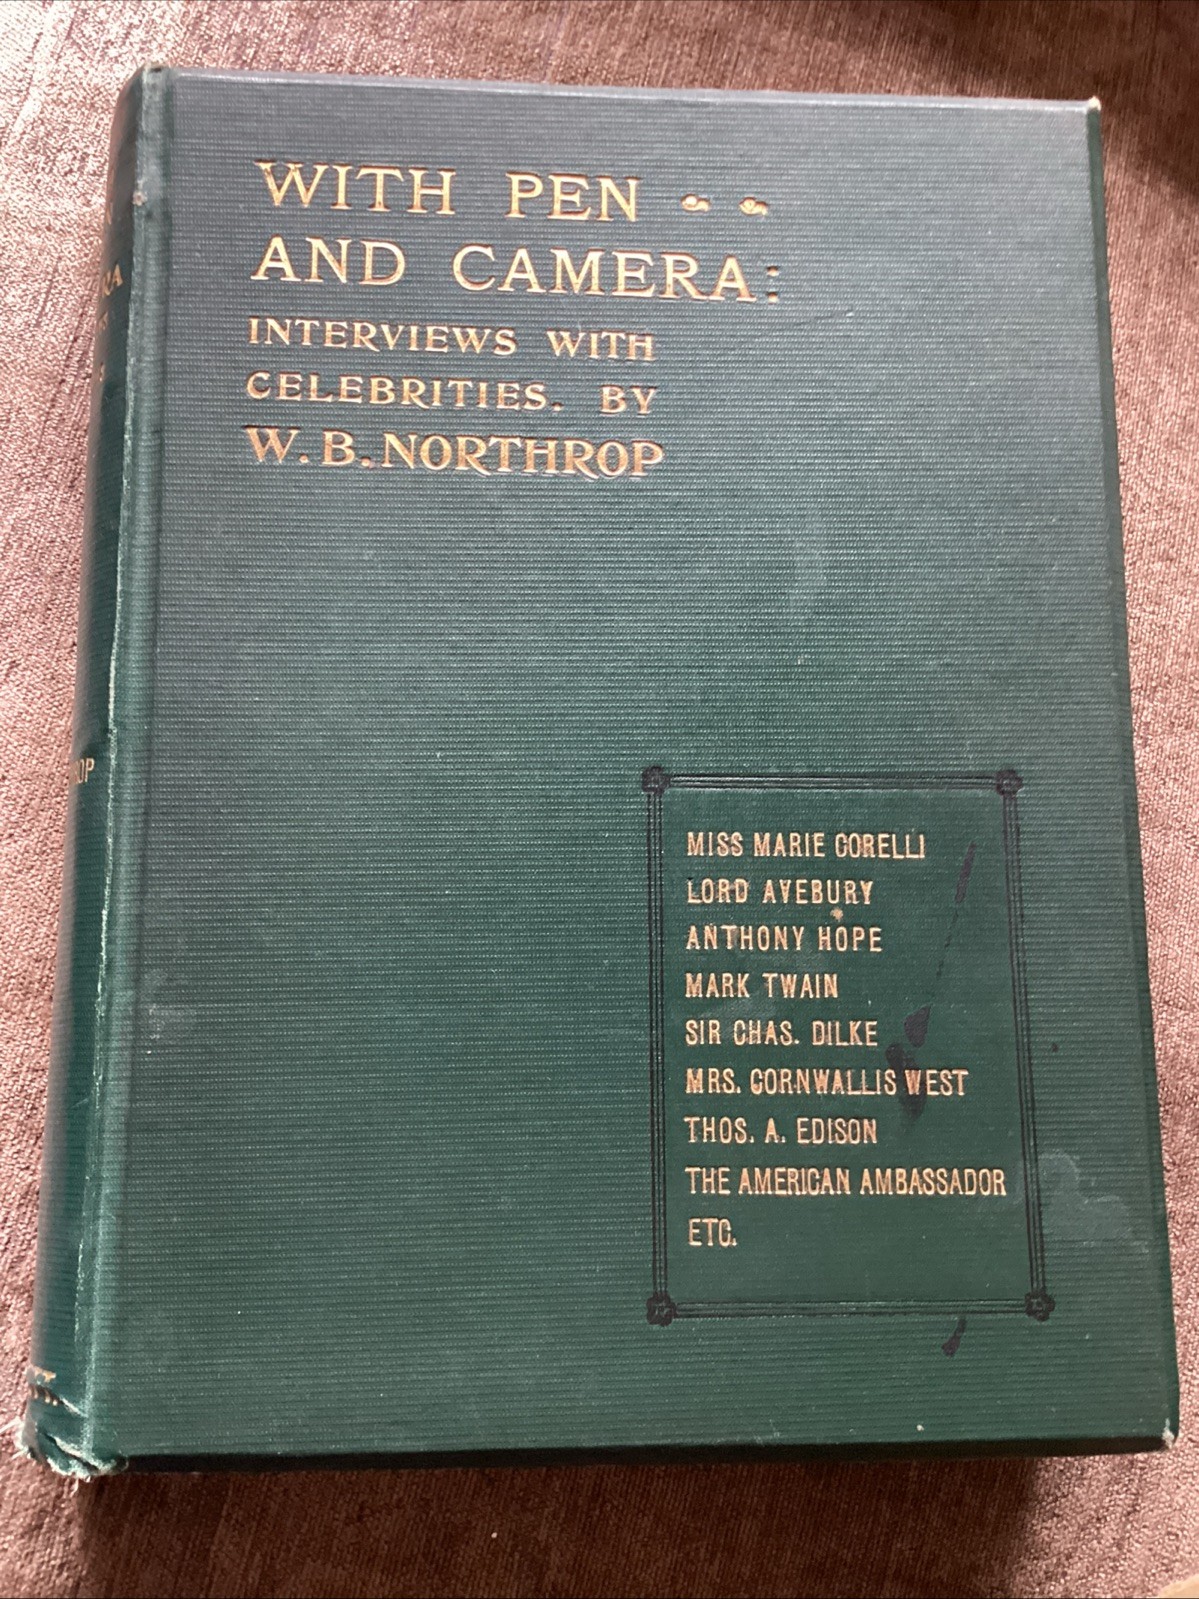 WITH PEN
AND CAMERA:
INTERVIEWS WITH
CELEBRITIES. BY
W. B. NORTHROP
MISS MARIE CORELLI
LORD AVEBURY
ANTHONY HOPE
MARK TWAIN
SIR CHAS. DILKE
MRS. CORNWALLIS WEST
THOS. A. EDISON
THE AMERICAN AMBASSADOR
ETC.